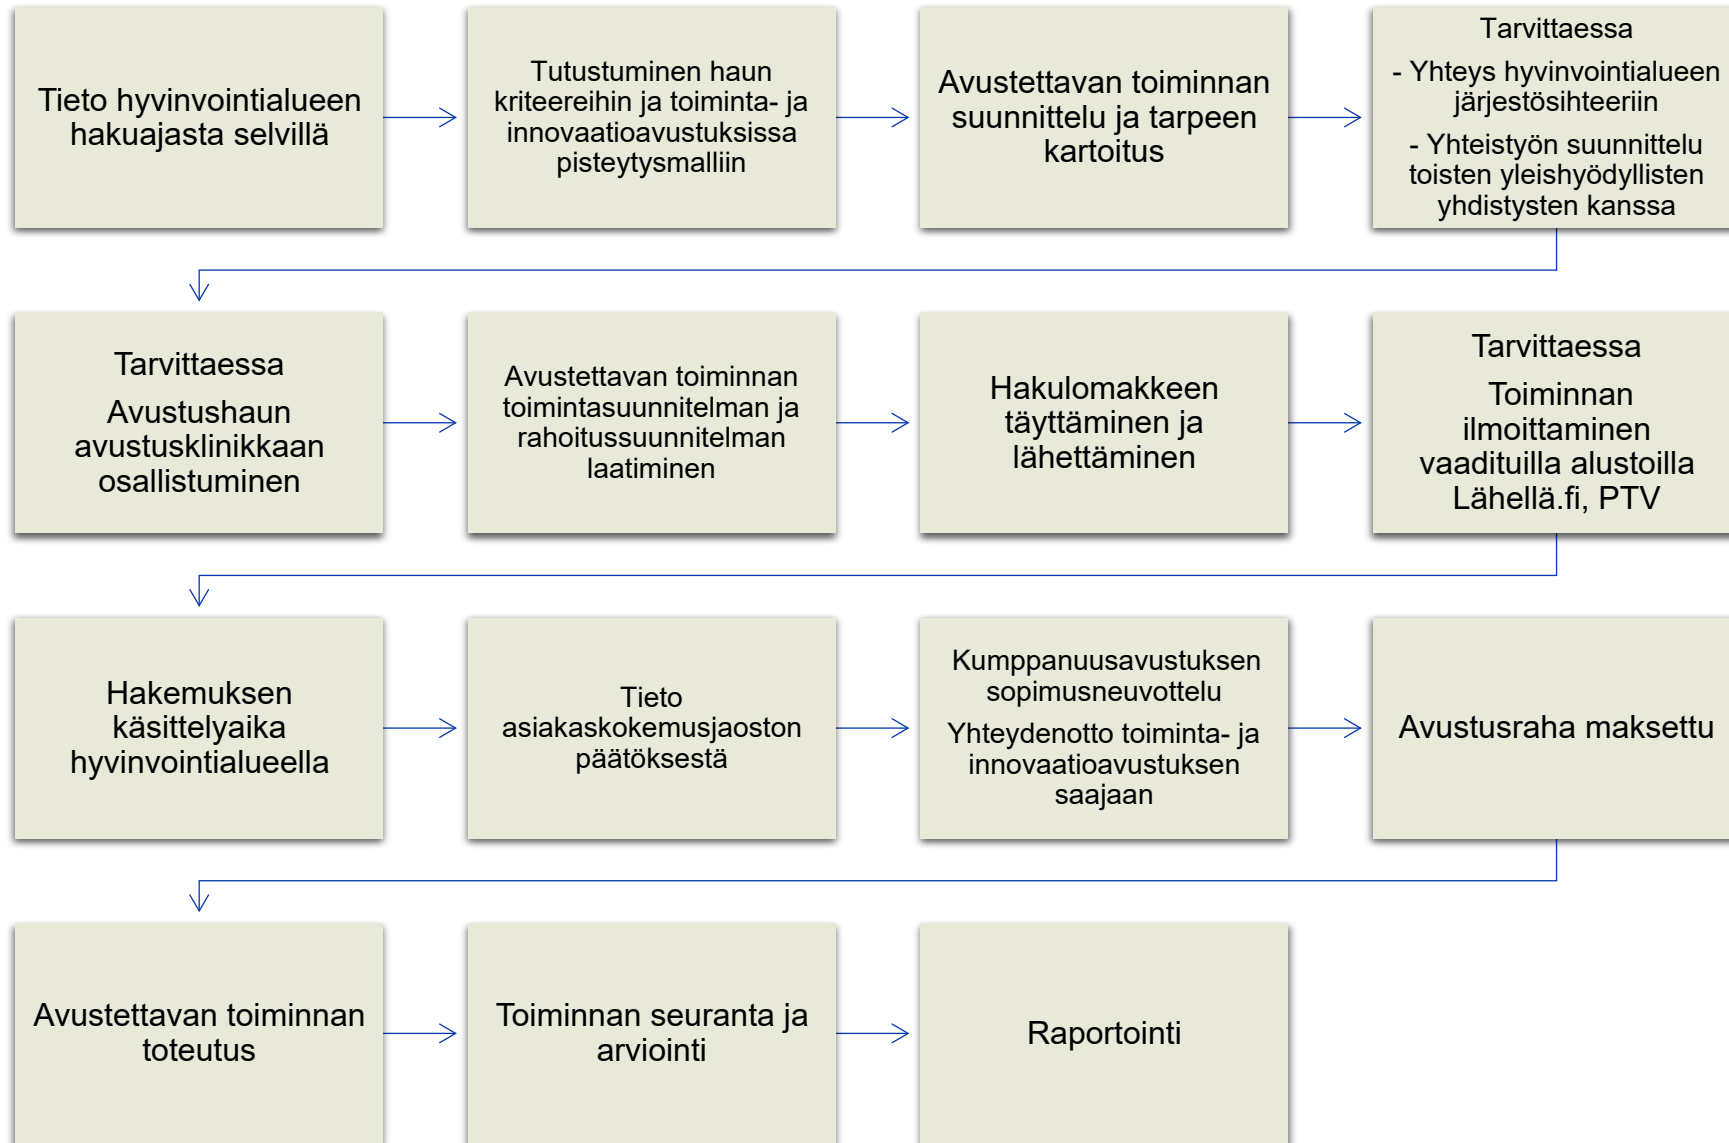 Tieto hyvinvointialueen
hakuajasta selvillä
Tutustuminen haun
kriteereihin ja toiminta- ja
innovaatioavustuksissa
pisteytysmalliin
Avustettavan toiminnan
suunnittelu ja tarpeen
kartoitus
Tarvittaessa
- Yhteys hyvinvointialueen
järjestösihteeriin
- Yhteistyön suunnittelu
toisten yleishyödyllisten
yhdistysten kanssa
Tarvittaessa
Avustushaun
avustusklinikkaan
osallistuminen
Avustettavan toiminnan
toimintasuunnitelman ja
rahoitussuunnitelman
laatiminen
Hakulomakkeen
täyttäminen ja
lähettäminen
Tarvittaessa
Toiminnan
ilmoittaminen
vaadituilla alustoilla
Lähellä.fi, PTV
Hakemuksen
käsittelyaika
hyvinvointialueella
Tieto
asiakaskokemusjaoston
päätöksestä
Kumppanuusavustuksen
sopimusneuvottelu
Yhteydenotto toiminta- ja
innovaatioavustuksen
saajaan
Avustusraha maksettu
Avustettavan toiminnan
toteutus
Toiminnan seuranta ja
arviointi
Raportointi